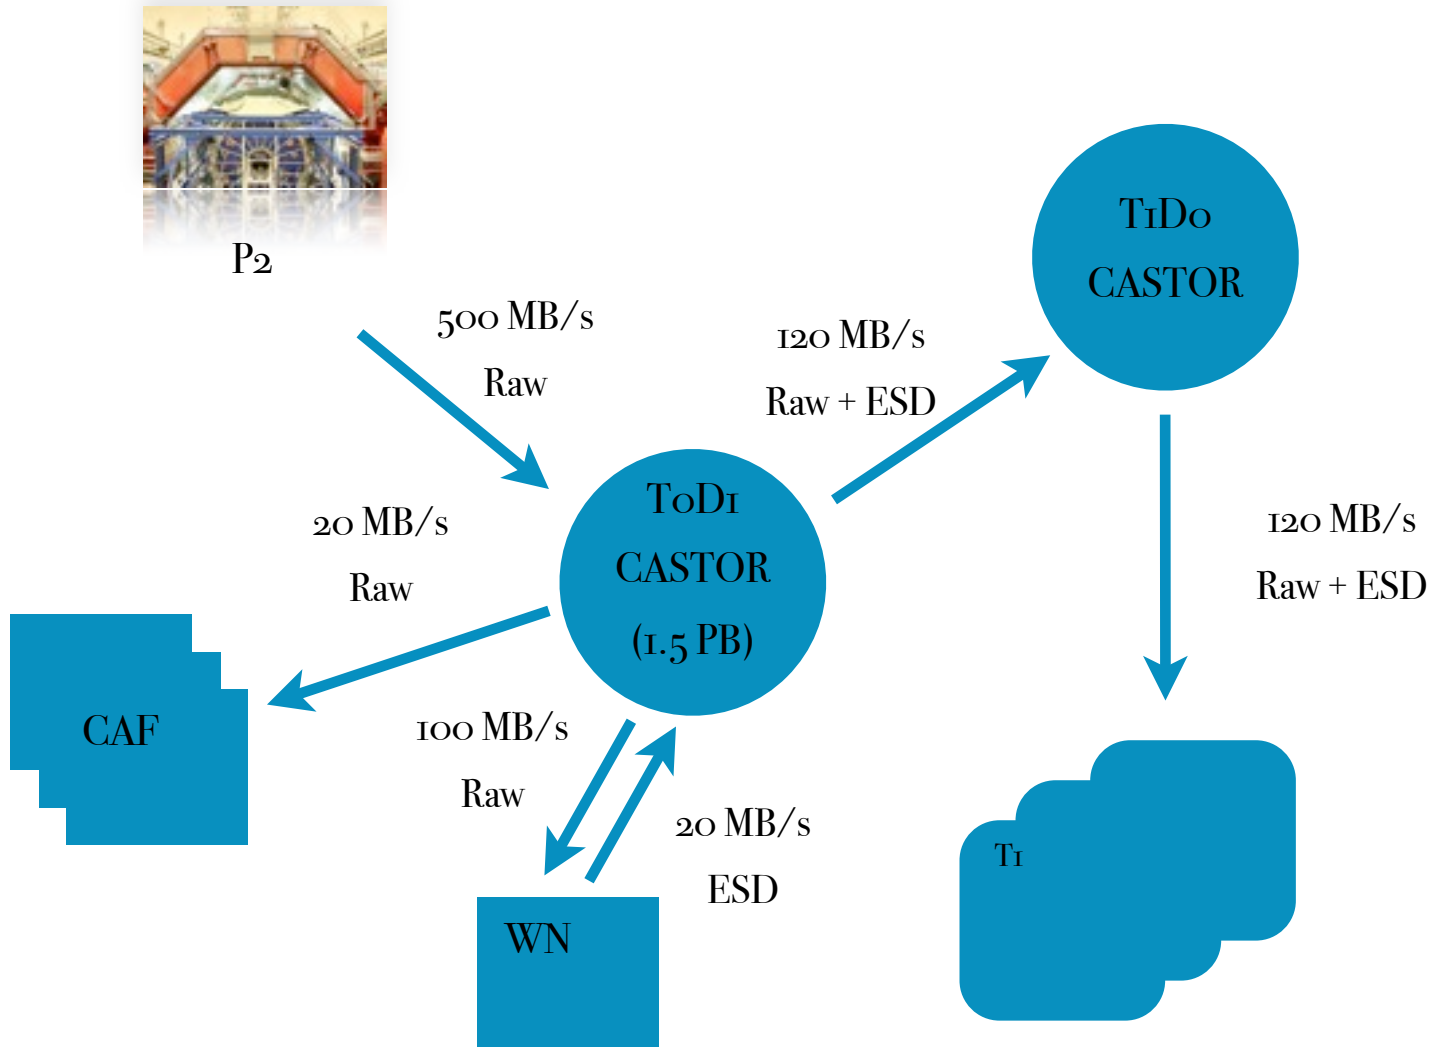 P2
500 MB/s
Raw
120 MB/s
Raw + ESD
T1D0
CASTOR
20 MB/s
Raw
T0D1
CASTOR
(1.5 PB)
120 MB/s
Raw + ESD
CAF
100 MB/s
Raw
20 MB/s
ESD
WN
T1